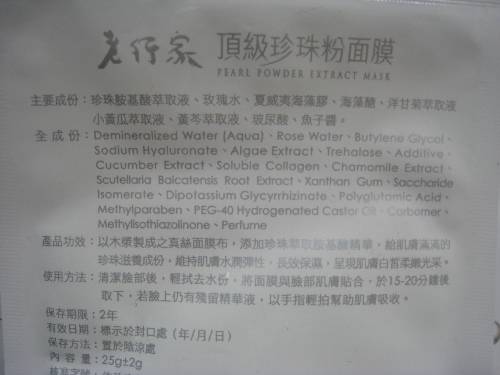 老行家 頂級珍珠粉面膜
PEARL POWDER EXTRACT MASK
主要成份：珍珠胺基酸萃取液、玫瑰水、夏威夷海藻膠、海藻醣、洋甘菊萃取液
小黃瓜萃取液、黃芩萃取液、玻尿酸、魚子醬。
全 成 份：Demineralized Water (Aqua)、Rose Water、Butylene Glycol、
Sodium Hyaluronate、Algae Extract、Trehalose、Additive、
Cucumber Extract、Soluble Collagen、Chamomile Extract、
Scutellaria Baicatensis Root Extract、Xanthan Gum、Saccharide
Isomerate、Dipotassium Glycyrrhizinate、Polyglutamic Acid、
Methylparaben、PEG-40 Hydrogenated Castor Oil、Carbomer、
Methylisothiazolinone、Perfume
產品功效：以木漿製成之真絲面膜布，添加珍珠萃取胺基酸精華，給肌膚滿滿的
珍珠滋養成份，維持肌膚水潤彈性，長效保濕，呈現肌膚白皙柔嫩光采。
使用方法：清潔臉部後，輕拭去水份，將面膜與臉部肌膚貼合，於15-20分鐘後
取下，若臉上仍有殘留精華液，以手指輕拍幫助肌膚吸收。
保存期限：2年
有效日期：標示於封口處（年/月/日）
保存方法：置於陰涼處
內 容 量：25g±2g